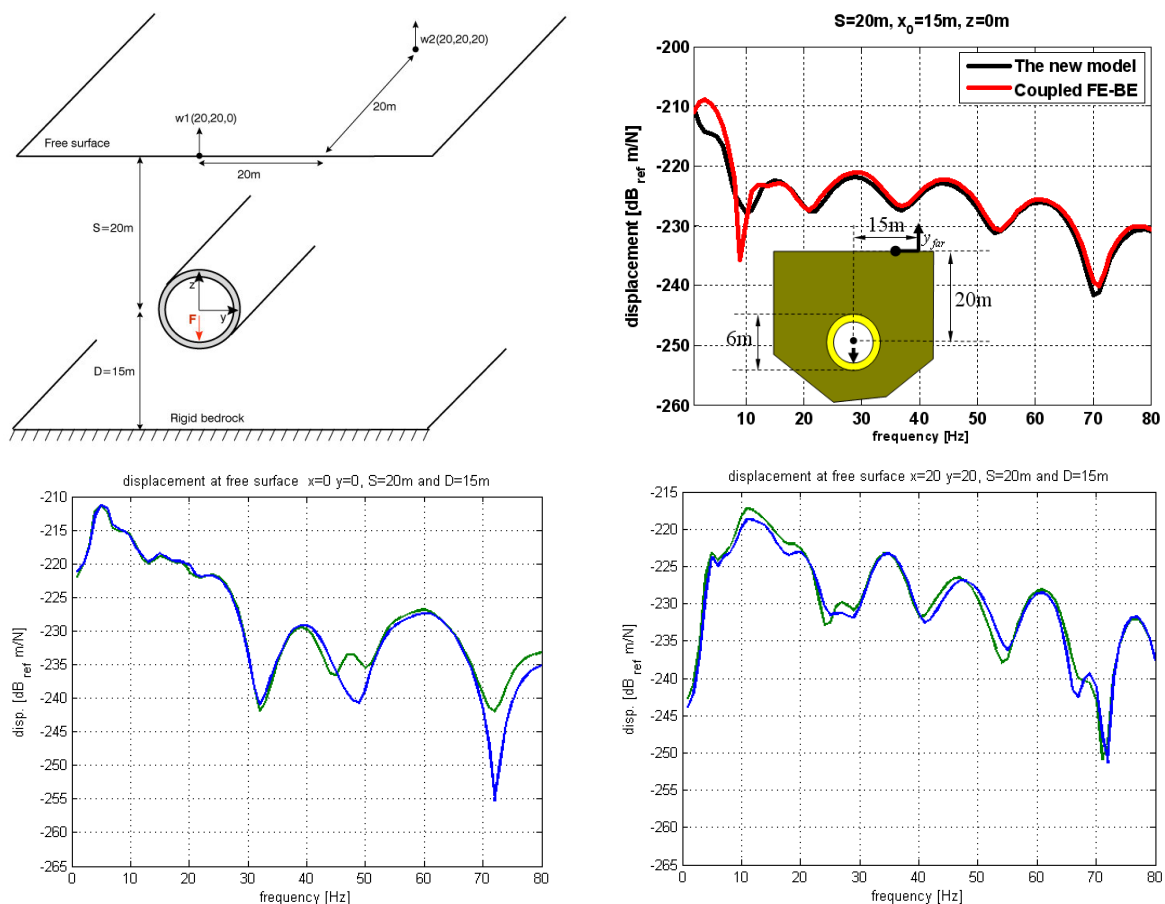 w2(20,20,20)
20m
w1(20,20,0)
Free surface
20m
S=20m
z
y
F
D=15m
Rigid bedrock
S=20m, x0=15m, z=0m
-200
-210
-220
-230
-240
-250
-260
displacement [dBref m/N]
The new model
Coupled FE-BE
15m
yfar
20m
6m
10 20 30 40 50 60 70 80
frequency [Hz]
displacement at free surface x=0 y=0, S=20m and D=15m
-210
-215
-220
-225
-230
-235
-240
-245
-250
-255
-260
-265
disp. [dBref m/N]
0 10 20 30 40 50 60 70 80
frequency [Hz]
displacement at free surface x=20 y=20, S=20m and D=15m
-215
-220
-225
-230
-235
-240
-245
-250
-255
-260
-265
disp. [dBref m/N]
0 10 20 30 40 50 60 70 80
frequency [Hz]